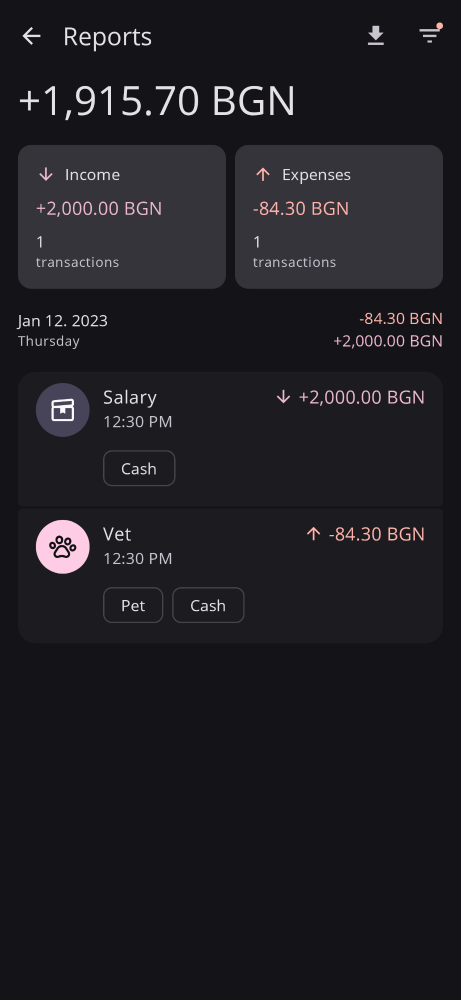 Reports
+1,915.70 BGN
Income
+2,000.00 BGN
1
transactions
Expenses
-84.30 BGN
1
transactions
Jan 12. 2023
Thursday
-84.30 BGN
+2,000.00 BGN
Salary
12:30 PM
+2,000.00 BGN
Cash
Vet
12:30 PM
-84.30 BGN
Pet
Cash